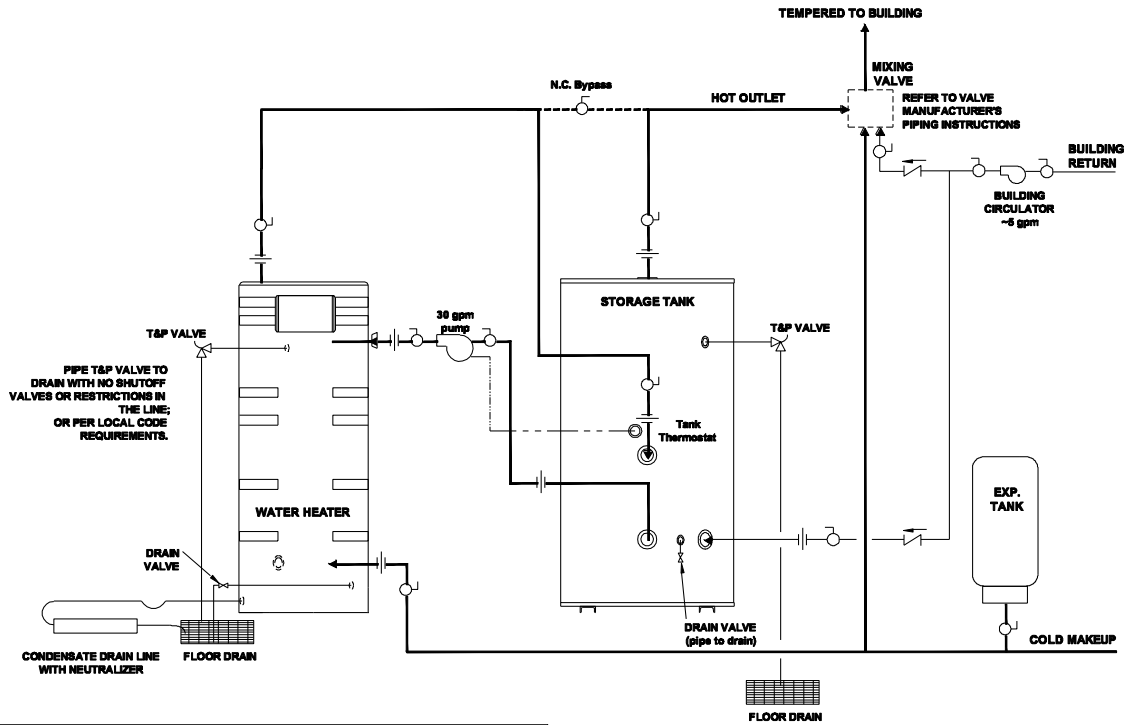 TEMPERED TO BUILDING
MIXING
VALVE
N.C. Bypass
HOT OUTLET
REFER TO VALVE
MANUFACTURER'S
PIPING INSTRUCTIONS
BUILDING
RETURN
BUILDING
CIRCULATOR
~5 gpm
STORAGE TANK
30 gpm
pump
T&P VALVE
T&P VALVE
PIPE T&P VALVE TO
DRAIN WITH NO SHUTOFF
VALVES OR RESTRICTIONS IN
THE LINE;
OR PER LOCAL CODE
REQUIREMENTS.
Tank
Thermostat
EXP.
TANK
WATER HEATER
DRAIN
VALVE
DRAIN VALVE
(pipe to drain)
COLD MAKEUP
CONDENSATE DRAIN LINE
WITH NEUTRALIZER
FLOOR DRAIN
FLOOR DRAIN